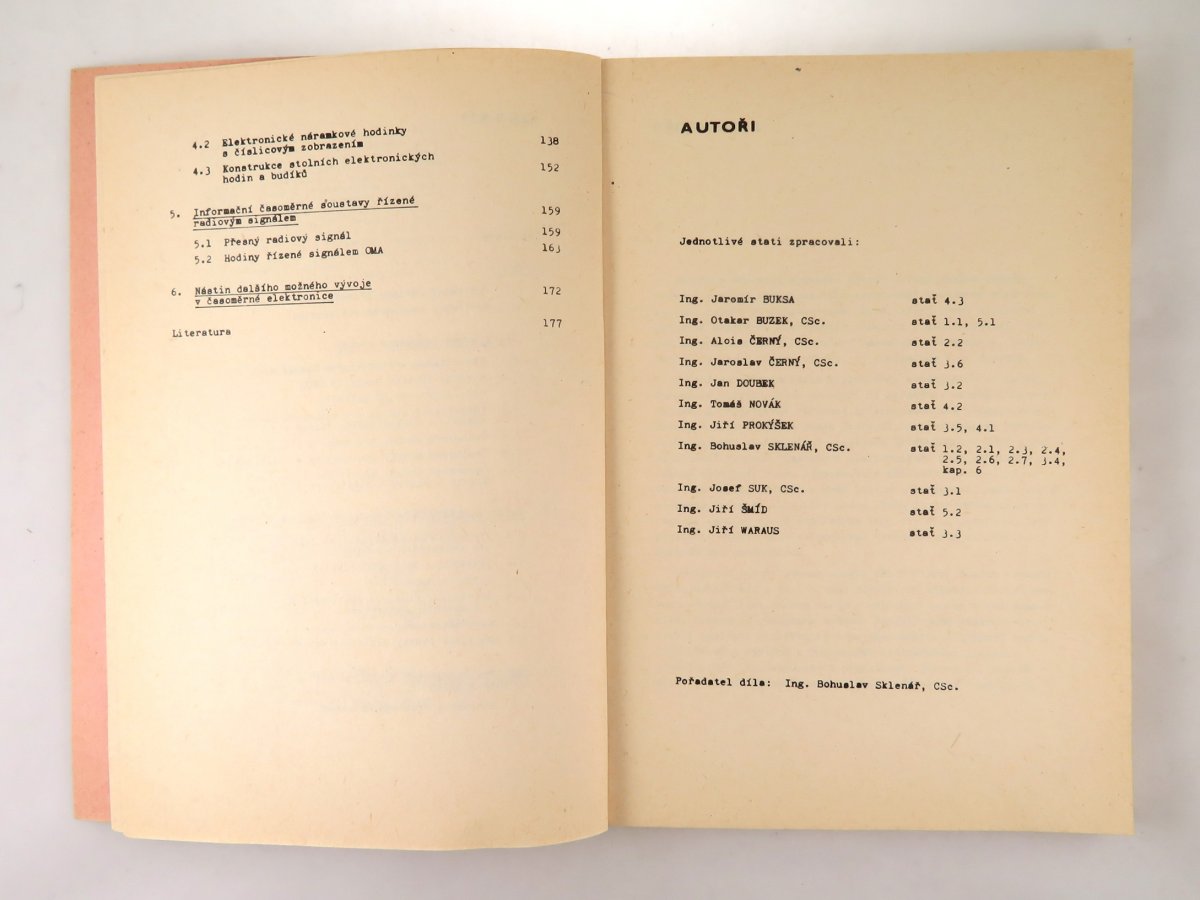 4.2 Elektronické náramkové hodinky
s číslicovým zobrazením 138
4.3 Konstrukce stolních elektronických
hodin a budíků 152
5. Informační časoměrné soustavy řízené
radiovým signálem 159
5.1 Přesný radiový signál 159
5.2 Hodiny řízené signálem OMA 163
6. Nástin dalšího možného vývoje
v časoměrné elektronice 172
Literatura 177
AUTOŘI
Jednotlivé stati zpracovali:
Ing. Jaromír BUKSA stať 4.3
Ing. Otakar BUZEK, CSc. stať 1.1, 5.1
Ing. Alois ČERNÝ, CSc. stať 2.2
Ing. Jaroslav ČERNÝ, CSc. stať 3.6
Ing. Jan DOUBEK stať 3.2
Ing. Tomáš NOVÁK stať 4.2
Ing. Jiří PROKÝŠEK stať 3.5, 4.1
Ing. Bohuslav SKLENÁŘ, CSc. stať 1.2, 2.1, 2.3, 2.4,
2.5, 2.6, 2.7, 3.4,
kap. 6
Ing. Josef SUK, CSc. stať 3.1
Ing. Jiří ŠMÍD stať 5.2
Ing. Jiří WARAUS stať 3.3
Pořadatel díla: Ing. Bohuslav Sklenář, CSc.